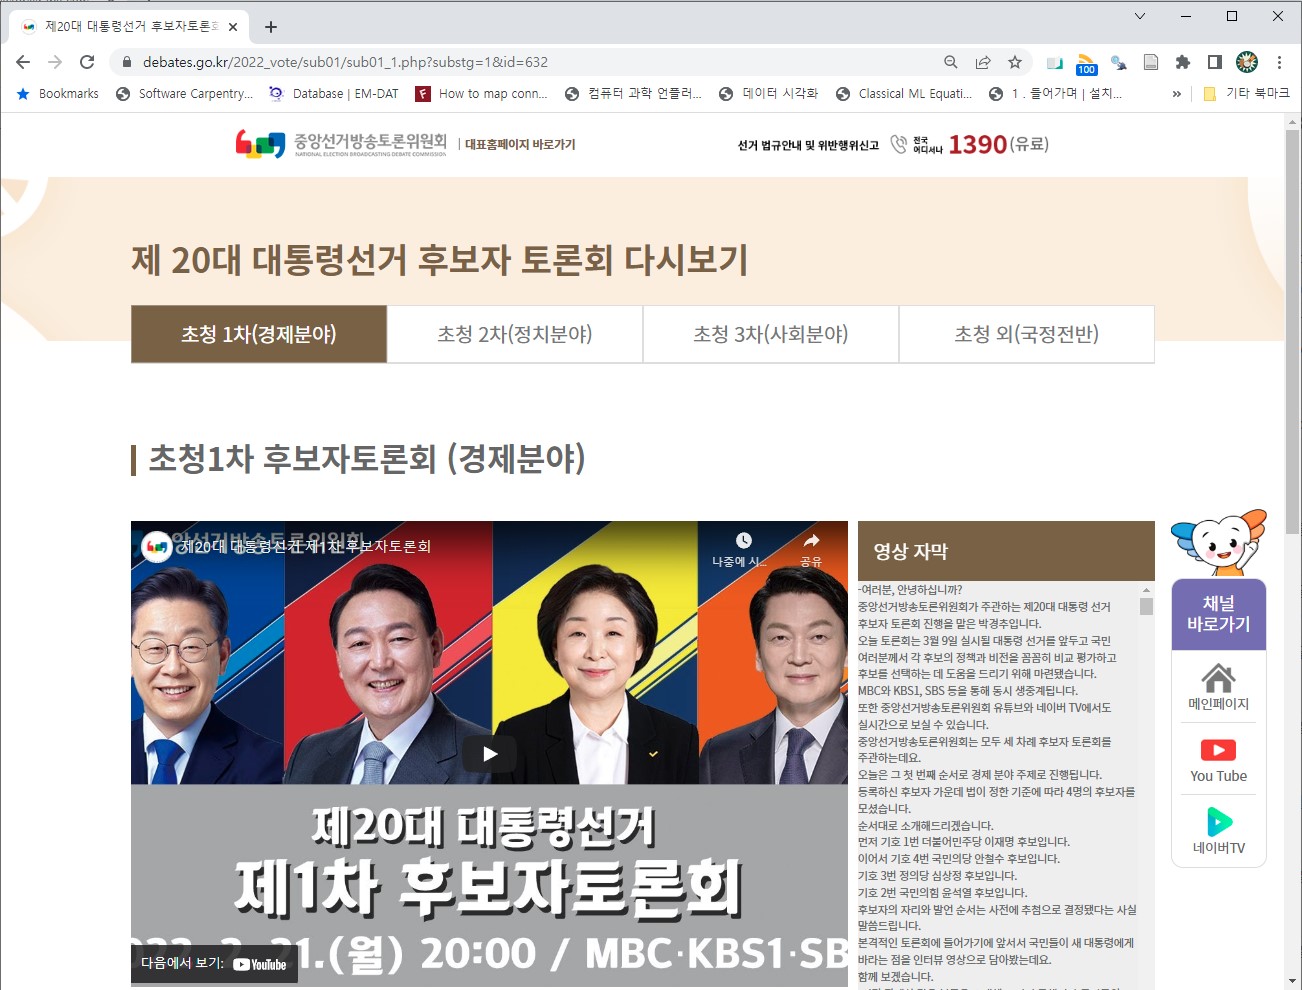 제20대 대통령선거 후보자토론회
debates.go.kr/2022_vote/sub01/sub01_1.php?substg=1&id=632
100
Bookmarks
Software Carpentry...
Database | EM-DAT
How to map conn...
컴퓨터 과학 언플러...
데이터 시각화
Classical ML Equati...
1 . 들어가며 | 설치...
»
기타 북마크
중앙선거방송토론위원회
NATIONAL ELECTION BROADCASTING DEBATE COMMISSION
| 대표홈페이지 바로가기
선거 법규안내 및 위반행위신고
전국
어디서나
1390(유료)
제 20대 대통령선거 후보자 토론회 다시보기
초청 1차(경제분야)
초청 2차(정치분야)
초청 3차(사회분야)
초청 외(국정전반)
초청1차 후보자토론회 (경제분야)
제20대 대통령선거 제1차 후보자토론회
나중에 시...
공유
제20대 대통령선거
제1차 후보자토론회
21.(월) 20:00 / MBC·KBS1·SB
다음에서 보기: YouTube
영상 자막
-여러분, 안녕하십니까?
중앙선거방송토론위원회가 주관하는 제20대 대통령 선거
후보자 토론회 진행을 맡은 박경추입니다.
오늘 토론회는 3월 9일 실시될 대통령 선거를 앞두고 국민
여러분께서 각 후보의 정책과 비전을 꼼꼼히 비교 평가하고
후보를 선택하는 데 도움을 드리기 위해 마련됐습니다.
MBC와 KBS1, SBS 등을 통해 동시 생중계됩니다.
또한 중앙선거방송토론위원회 유튜브와 네이버 TV에서도
실시간으로 보실 수 있습니다.
중앙선거방송토론위원회는 모두 세 차례 후보자 토론회를
주관하는데요.
오늘은 그 첫 번째 순서로 경제 분야 주제로 진행됩니다.
등록하신 후보자 가운데 법이 정한 기준에 따라 4명의 후보자를
모셨습니다.
순서대로 소개해드리겠습니다.
먼저 기호 1번 더불어민주당 이재명 후보입니다.
이어서 기호 4번 국민의당 안철수 후보입니다.
기호 3번 정의당 심상정 후보입니다.
기호 2번 국민의힘 윤석열 후보입니다.
후보자의 자리와 발언 순서는 사전에 추첨으로 결정됐다는 사실
말씀드립니다.
본격적인 토론회에 들어가기에 앞서서 국민들이 새 대통령에게
바라는 점을 인터뷰 영상으로 담아봤는데요.
함께 보겠습니다.
채널
바로가기
메인페이지
You Tube
네이버TV